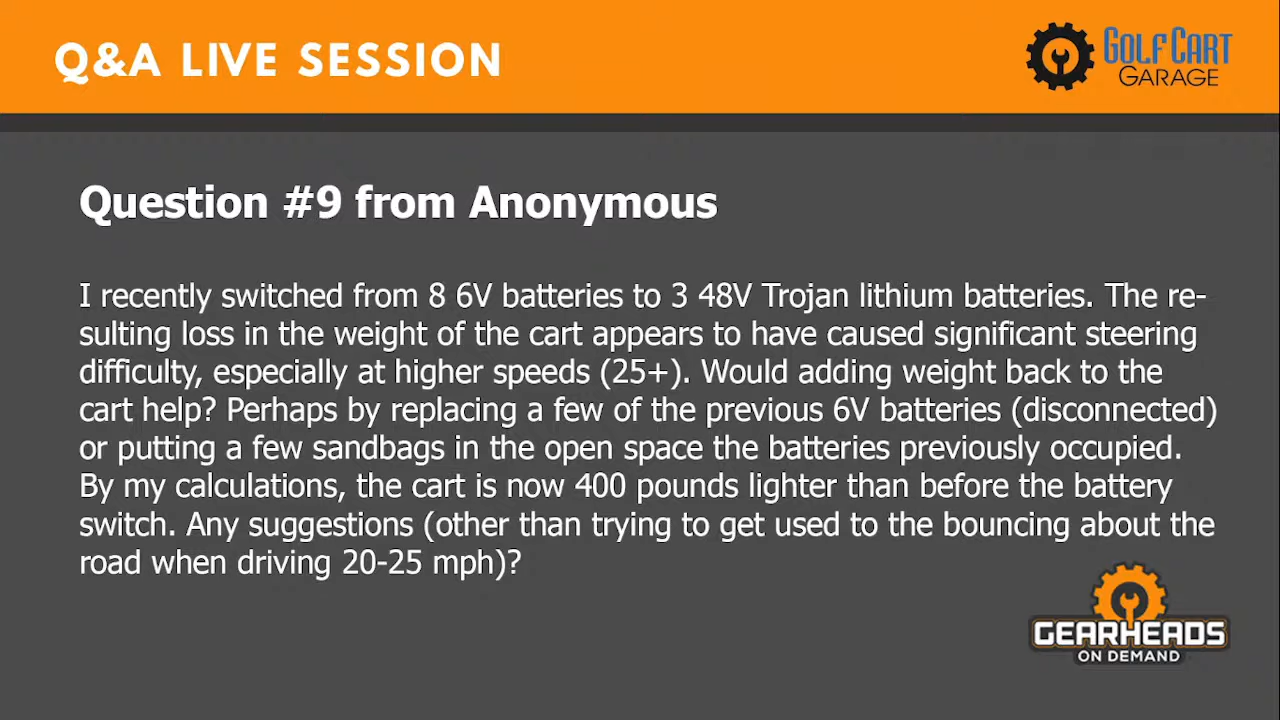 Q&A LIVE SESSION
GOLF CART
GARAGE
Question #9 from Anonymous
I recently switched from 8 6V batteries to 3 48V Trojan lithium batteries. The re-
sulting loss in the weight of the cart appears to have caused significant steering
difficulty, especially at higher speeds (25+). Would adding weight back to the
cart help? Perhaps by replacing a few of the previous 6V batteries (disconnected)
or putting a few sandbags in the open space the batteries previously occupied.
By my calculations, the cart is now 400 pounds lighter than before the battery
switch. Any suggestions (other than trying to get used to the bouncing about the
road when driving 20-25 mph)?
GEARHEADS
ON DEMAND